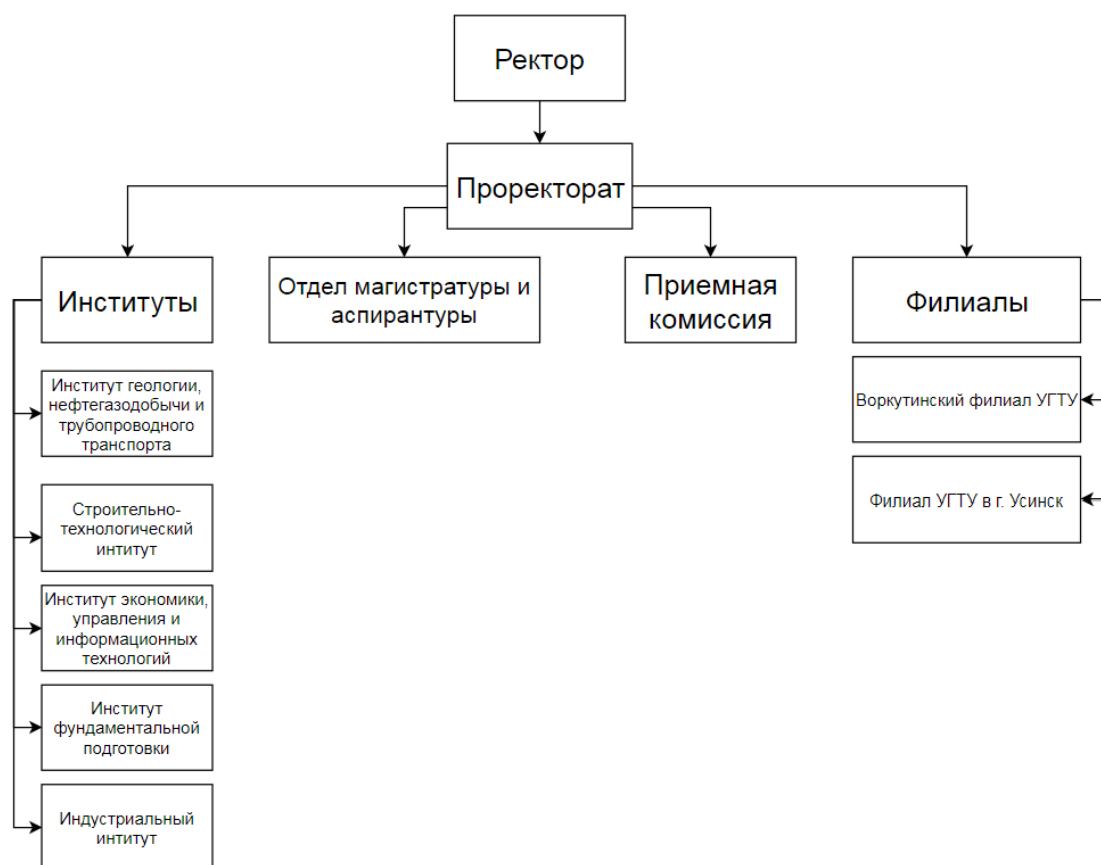 Ректор
Проректорат
Институты
Отдел магистратуры и
аспирантуры
Приемная
комиссия
Филиалы
Институт геологии,
нефтегазодобычи и
трубопроводного
транспорта
Строительно-
технологический
интитут
Институт экономики,
управления и
информационных
технологий
Институт
фундаментальной
подготовки
Индустриальный
интитут
Воркутинский филиал УГТУ
Филиал УГТУ в г. Усинск